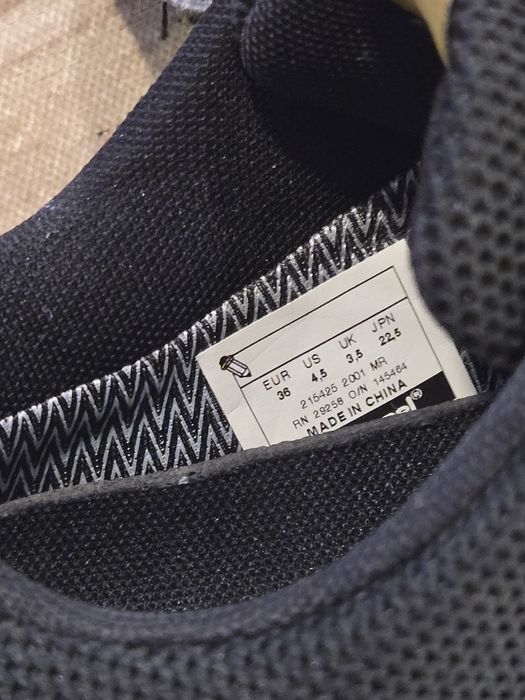 EUR US UK JPN
36 4,5 3,5 22,5
215425 2001 MR
RN 29258 O/N 145464
MADE IN CHINA